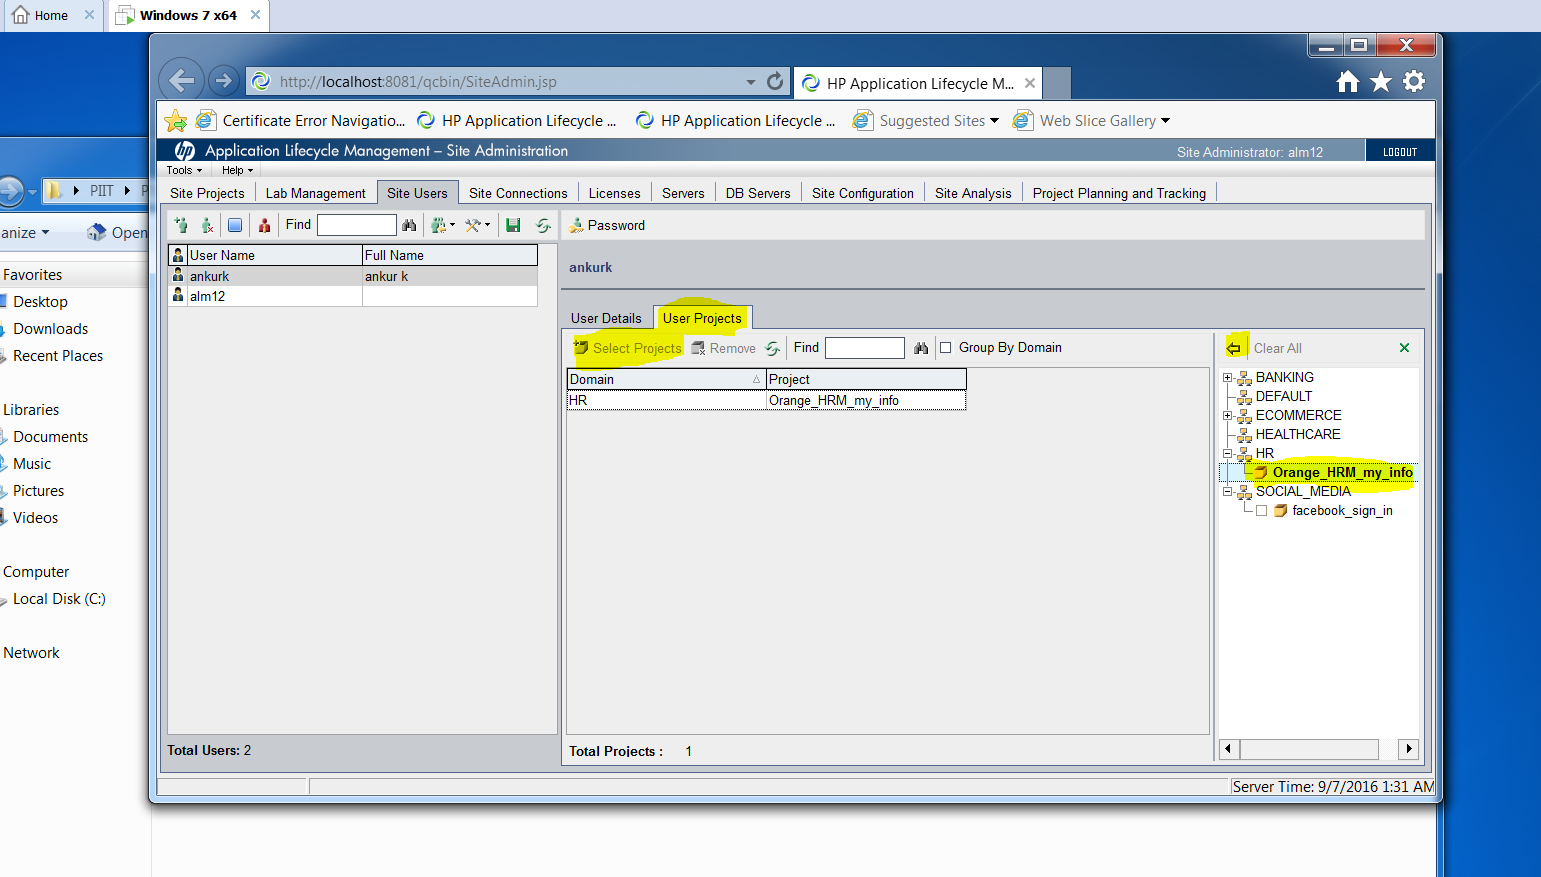 Home
Windows 7 x64
http://localhost:8081/qcbin/SiteAdmin.jsp
HP Application Lifecycle M...
Certificate Error Navigatio...
HP Application Lifecycle ...
HP Application Lifecycle ...
Suggested Sites
Web Slice Gallery
hp
Application Lifecycle Management – Site Administration
Site Administrator: alm12
LOGOUT
Tools
Help
Site Projects
Lab Management
Site Users
Site Connections
Licenses
Servers
DB Servers
Site Configuration
Site Analysis
Project Planning and Tracking
PIIT
P
anize
Open
Favorites
Desktop
Downloads
Recent Places
Libraries
Documents
Music
Pictures
Videos
Computer
Local Disk (C:)
Network
Find
User Name Full Name
ankurk ankur k
alm12
Total Users: 2
Password
ankurk
User Details
User Projects
Select Projects
Remove
Find
Group By Domain
Domain Project
HR Orange_HRM_my_info
Total Projects : 1
Clear All
BANKING
DEFAULT
ECOMMERCE
HEALTHCARE
HR
Orange_HRM_my_info
SOCIAL_MEDIA
facebook_sign_in
Server Time: 9/7/2016 1:31 AM